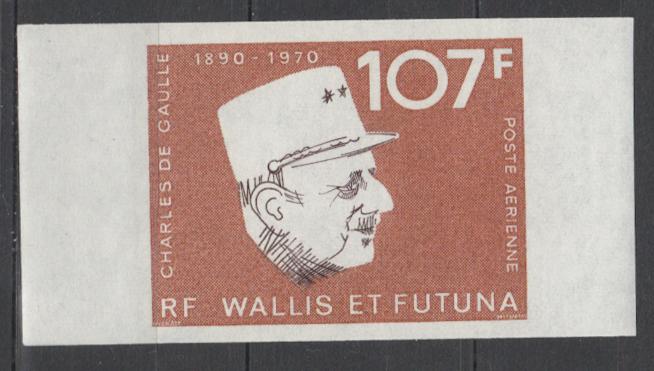 1890-1970
107F
CHARLES DE GAULLE
POSTE AERIENNE
RF WALLIS ET FUTUNA